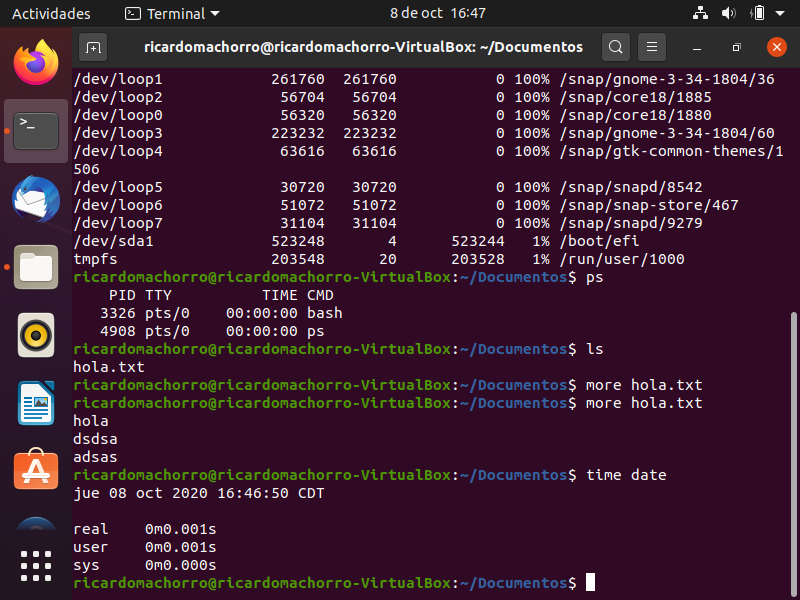 Actividades
Terminal
8 de oct 16:47
ricardomachorro@ricardomachorro-VirtualBox: ~/Documentos
/dev/loop1 261760 261760 0 100% /snap/gnome-3-34-1804/36
/dev/loop2 56704 56704 0 100% /snap/core18/1885
/dev/loop0 56320 56320 0 100% /snap/core18/1880
/dev/loop3 223232 223232 0 100% /snap/gnome-3-34-1804/60
/dev/loop4 63616 63616 0 100% /snap/gtk-common-themes/1
506
/dev/loop5 30720 30720 0 100% /snap/snapd/8542
/dev/loop6 51072 51072 0 100% /snap/snap-store/467
/dev/loop7 31104 31104 0 100% /snap/snapd/9279
/dev/sda1 523248 4 523244 1% /boot/efi
tmpfs 203548 20 203528 1% /run/user/1000
ricardomachorro@ricardomachorro-VirtualBox:~/Documentos$ ps
PID TTY TIME CMD
3326 pts/0 00:00:00 bash
4908 pts/0 00:00:00 ps
ricardomachorro@ricardomachorro-VirtualBox:~/Documentos$ ls
hola.txt
ricardomachorro@ricardomachorro-VirtualBox:~/Documentos$ more hola.txt
ricardomachorro@ricardomachorro-VirtualBox:~/Documentos$ more hola.txt
hola
dsdsa
adsas
ricardomachorro@ricardomachorro-VirtualBox:~/Documentos$ time date
jue 08 oct 2020 16:46:50 CDT
real 0m0.001s
user 0m0.001s
sys 0m0.000s
ricardomachorro@ricardomachorro-VirtualBox:~/Documentos$